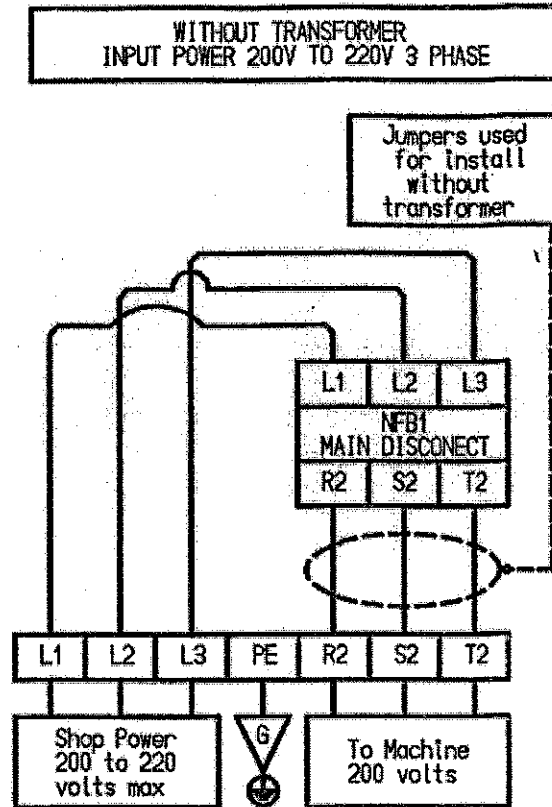 WITHOUT TRANSFORMER
INPUT POWER 200V TO 220V 3 PHASE
Jumpers used
for install
without
transformer
L1 L2 L3
NFB1
MAIN DISCONECT
R2 S2 T2
L1 L2 L3 PE R2 S2 T2
Shop Power
200 to 220
volts max
G
To Machine
200 volts